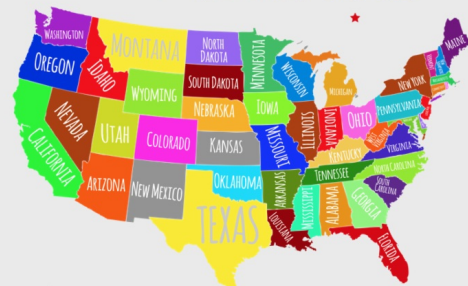 WASHINGTON
OREGON
IDAHO
MONTANA
NORTH
DAKOTA
MINNESOTA
WISCONSIN
MICHIGAN
NEW YORK
MAINE
SOUTH DAKOTA
WYOMING
NEBRASKA
IOWA
ILLINOIS
INDIANA
OHIO
PENNSYLVANIA
NEVADA
UTAH
COLORADO
KANSAS
MISSOURI
KENTUCKY
VIRGINIA
CALIFORNIA
ARIZONA
NEW MEXICO
OKLAHOMA
ARKANSAS
TENNESSEE
NORTH CAROLINA
SOUTH
CAROLINA
TEXAS
LOUISIANA
MISSISSIPPI
ALABAMA
GEORGIA
FLORIDA